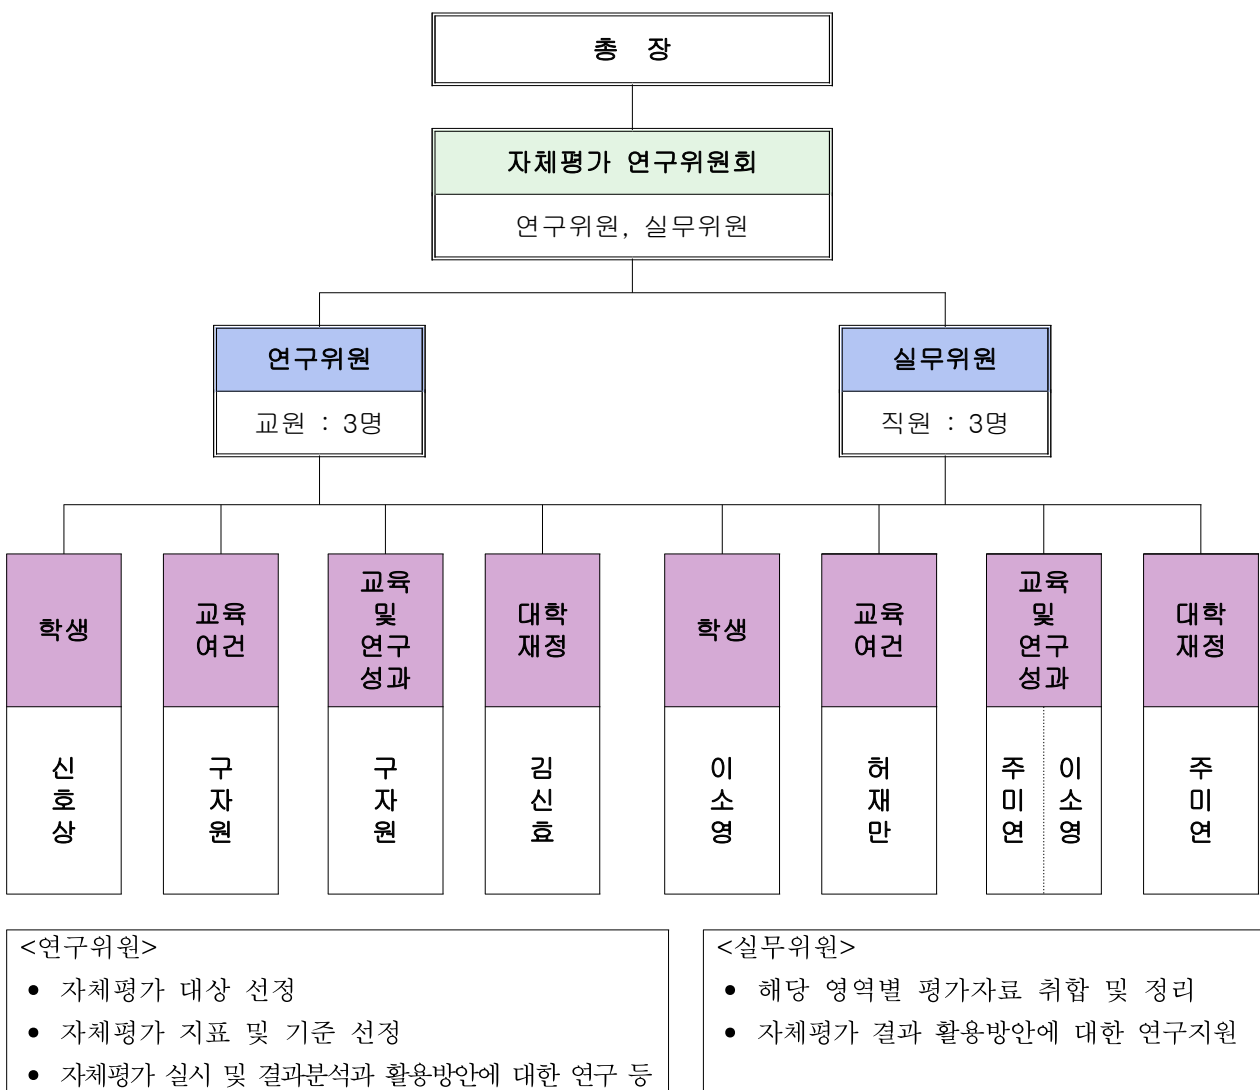 총 장
자체평가 연구위원회
연구위원, 실무위원
연구위원
교원 : 3명
실무위원
직원 : 3명
학생
교육
여건
교육
및
연구
성과
대학
재정
학생
교육
여건
교육
및
연구
성과
대학
재정
신호상
구자원
구자원
김신효
이소영
허재만
주미연
이소영
주미연
<연구위원>
• 자체평가 대상 선정
• 자체평가 지표 및 기준 선정
• 자체평가 실시 및 결과분석과 활용방안에 대한 연구 등
<실무위원>
• 해당 영역별 평가자료 취합 및 정리
• 자체평가 결과 활용방안에 대한 연구지원